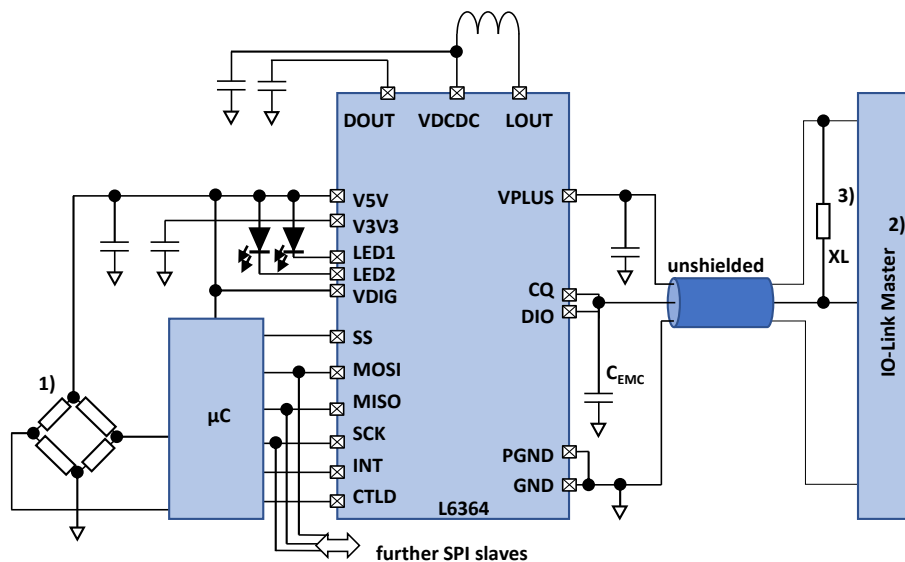 DOUT VDCDC LOUT
V5V
V3V3
LED1
LED2
VDIG
SS
MOSI
MISO
SCK
INT
CTLD
VPLUS
CQ
DIO
PGND
GND
L6364
C_EMC
unshielded
3)
XL
2)
IO-Link Master
1)
µC
further SPI slaves